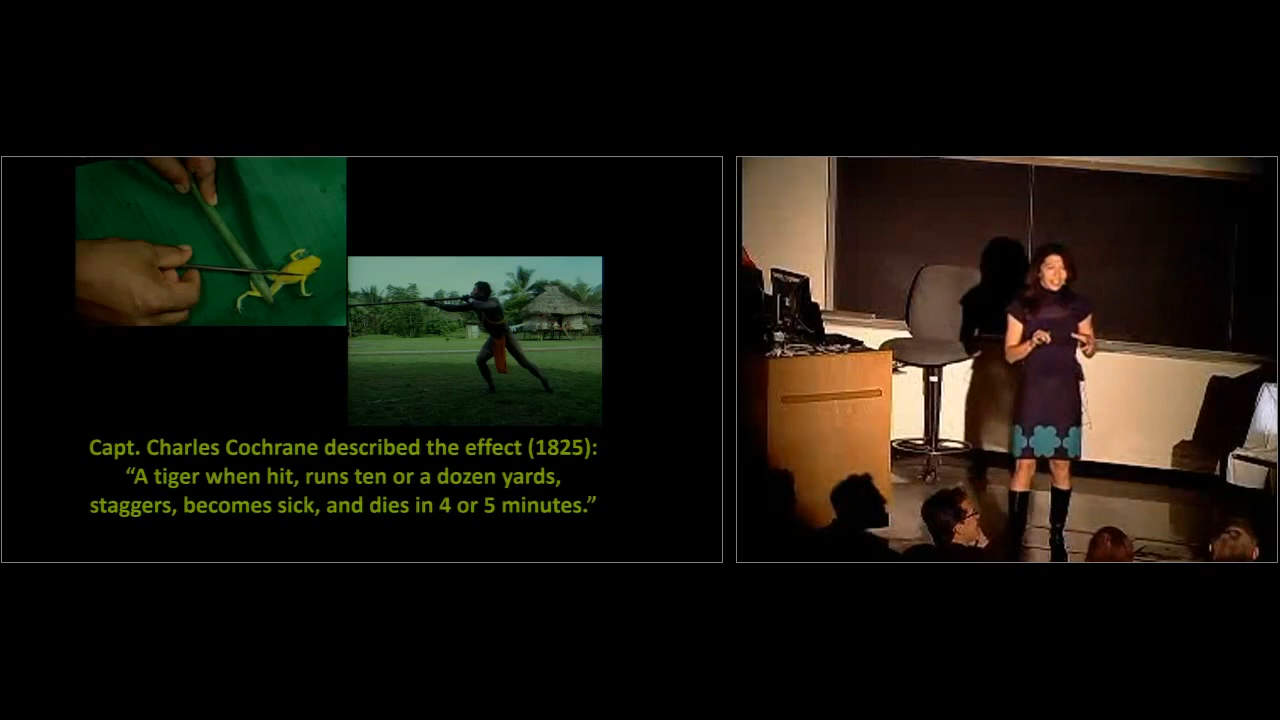 Capt. Charles Cochrane described the effect (1825):
“A tiger when hit, runs ten or a dozen yards,
staggers, becomes sick, and dies in 4 or 5 minutes.”